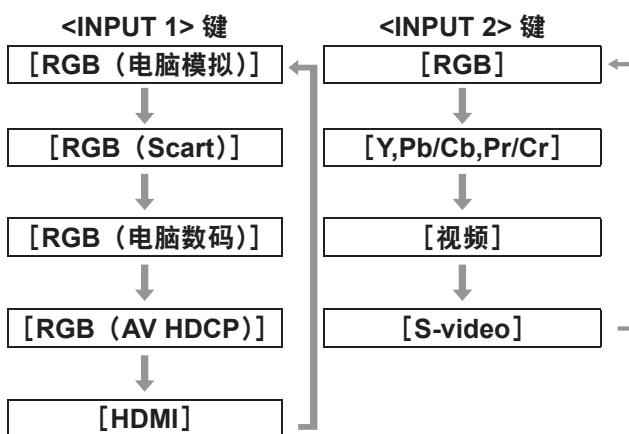 <INPUT 1> 键
［RGB（电脑模拟）］
［RGB（Scart）］
［RGB（电脑数码）］
［RGB（AV HDCP）］
［HDMI］
<INPUT 2> 键
［RGB］
［Y,Pb/Cb,Pr/Cr］
［视频］
［S-video］